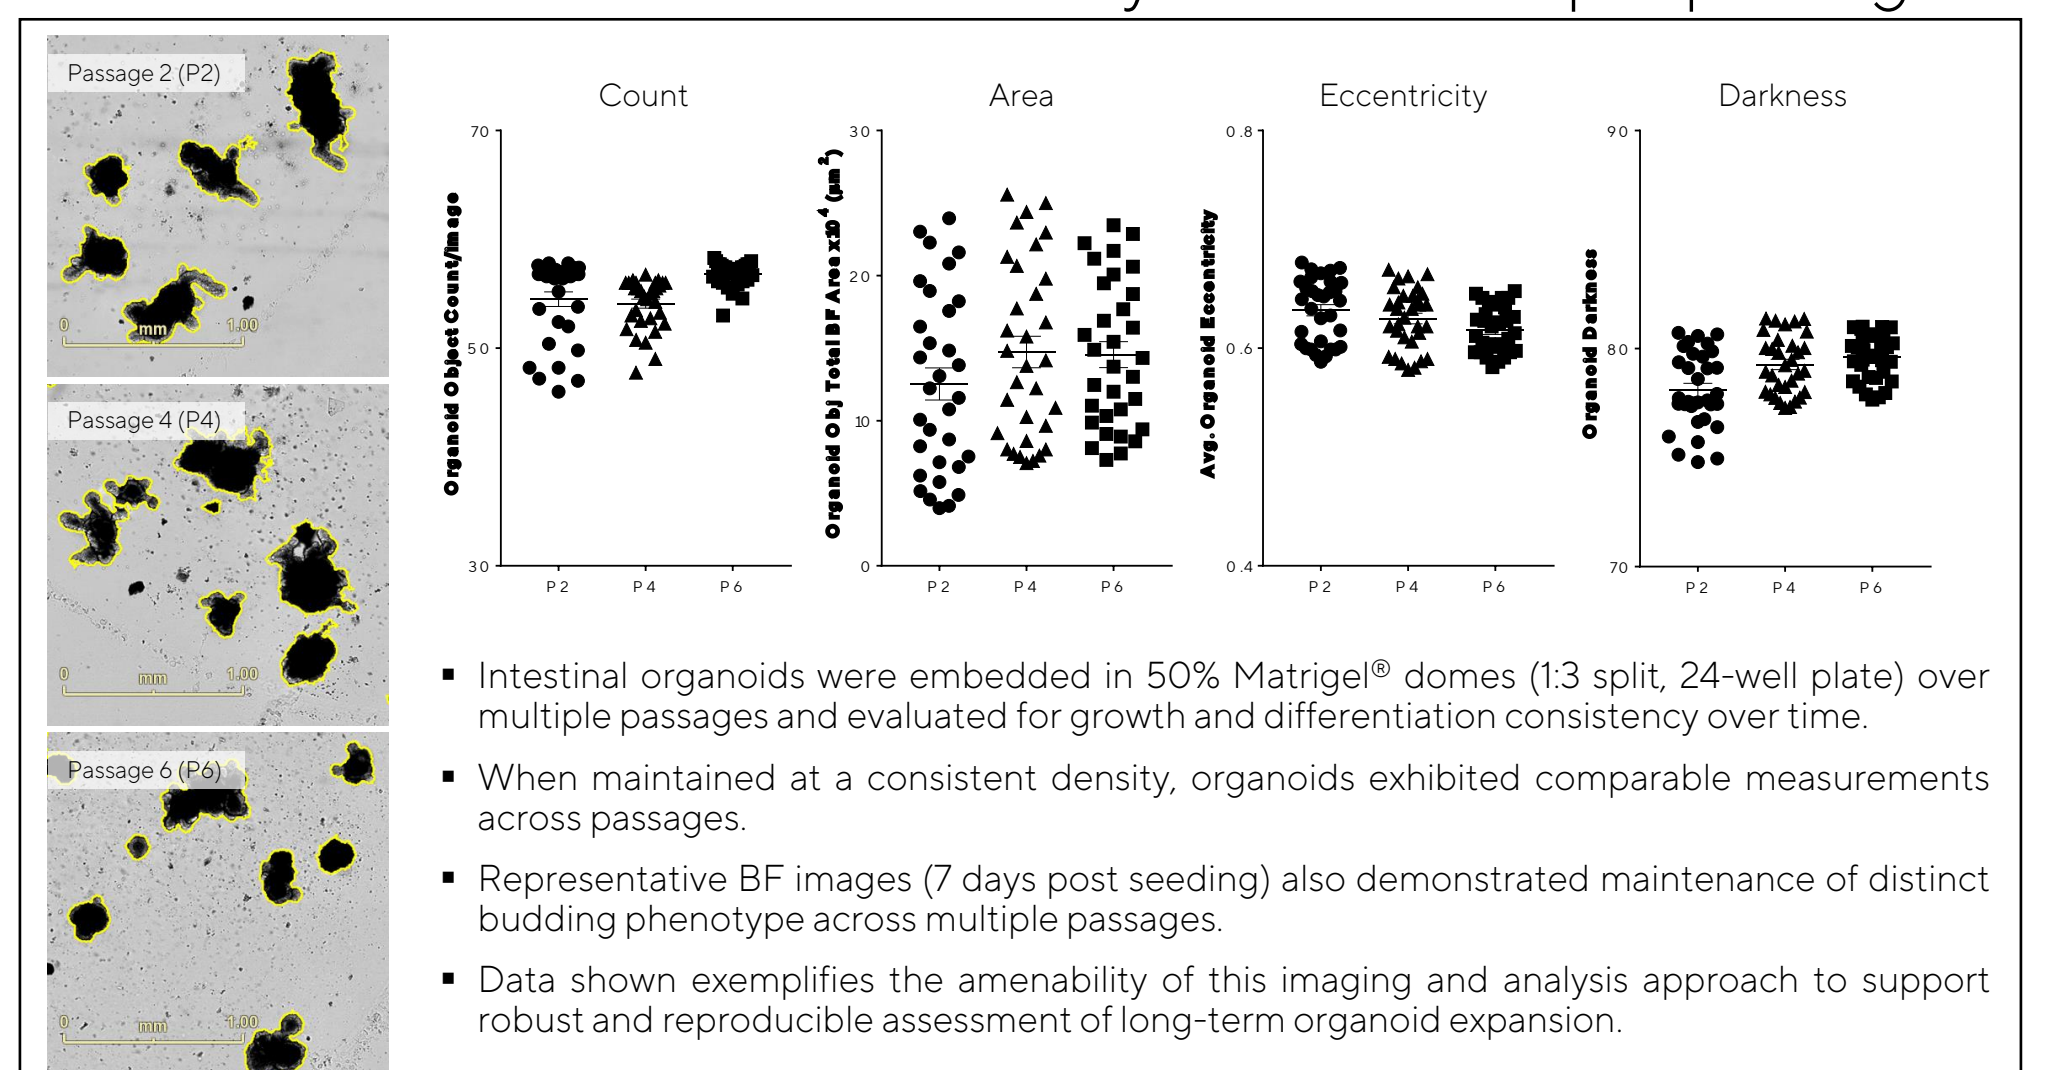 Passage 2 (P2)
0 mm 1.00
Passage 4 (P4)
0 mm 1.00
Passage 6 (P6)
0 mm 1.00
Count
70
50
30
Organoid Object Count/Image
P2 P4 P6
Area
30
20
10
0
Organoid Obj Total BF Area x10^4 (µm^2)
P2 P4 P6
Eccentricity
0.8
0.6
0.4
Avg. Organoid Eccentricity
P2 P4 P6
Darkness
90
80
70
Organoid Darkness
P2 P4 P6
▪ Intestinal organoids were embedded in 50% Matrigel® domes (1:3 split, 24-well plate) over
multiple passages and evaluated for growth and differentiation consistency over time.
▪ When maintained at a consistent density, organoids exhibited comparable measurements
across passages.
▪ Representative BF images (7 days post seeding) also demonstrated maintenance of distinct
budding phenotype across multiple passages.
▪ Data shown exemplifies the amenability of this imaging and analysis approach to support
robust and reproducible assessment of long-term organoid expansion.